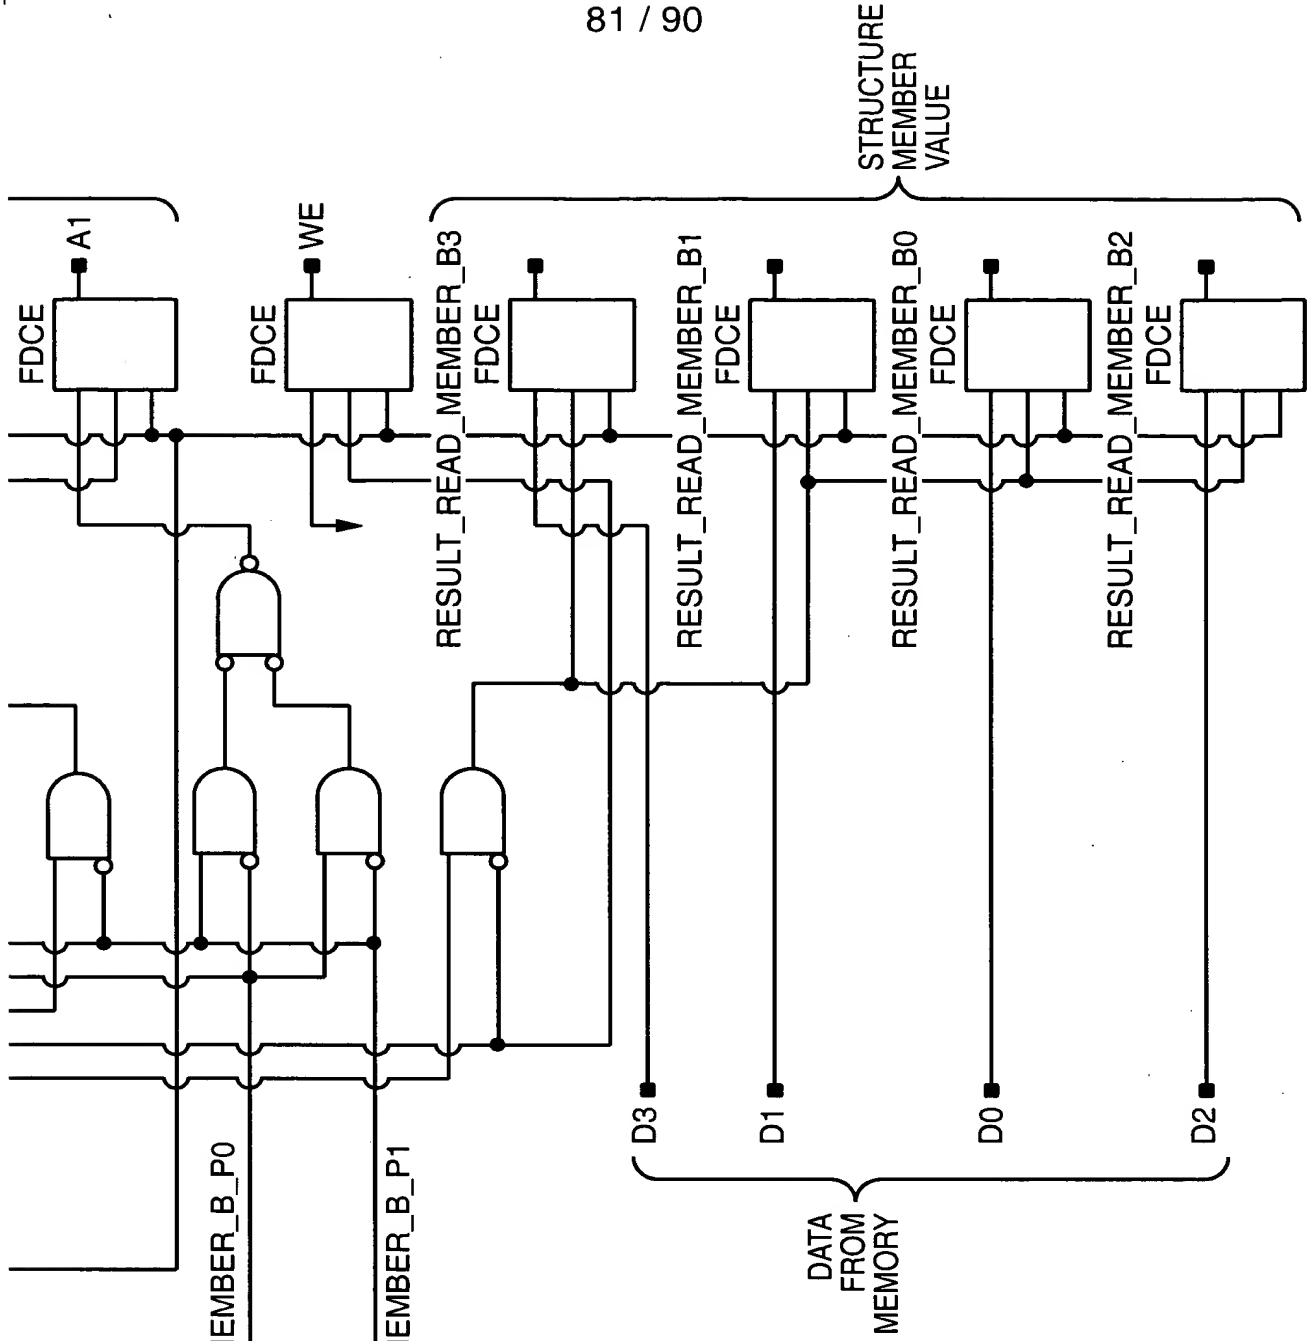 81 / 90
STRUCTURE
MEMBER
VALUE
A1
FDCE
WE
FDCE
RESULT_READ_MEMBER_B3
FDCE
RESULT_READ_MEMBER_B1
FDCE
RESULT_READ_MEMBER_B0
FDCE
RESULT_READ_MEMBER_B2
FDCE
D3
D1
D0
D2
DATA
FROM
MEMORY
EMBER_B_P0
EMBER_B_P1